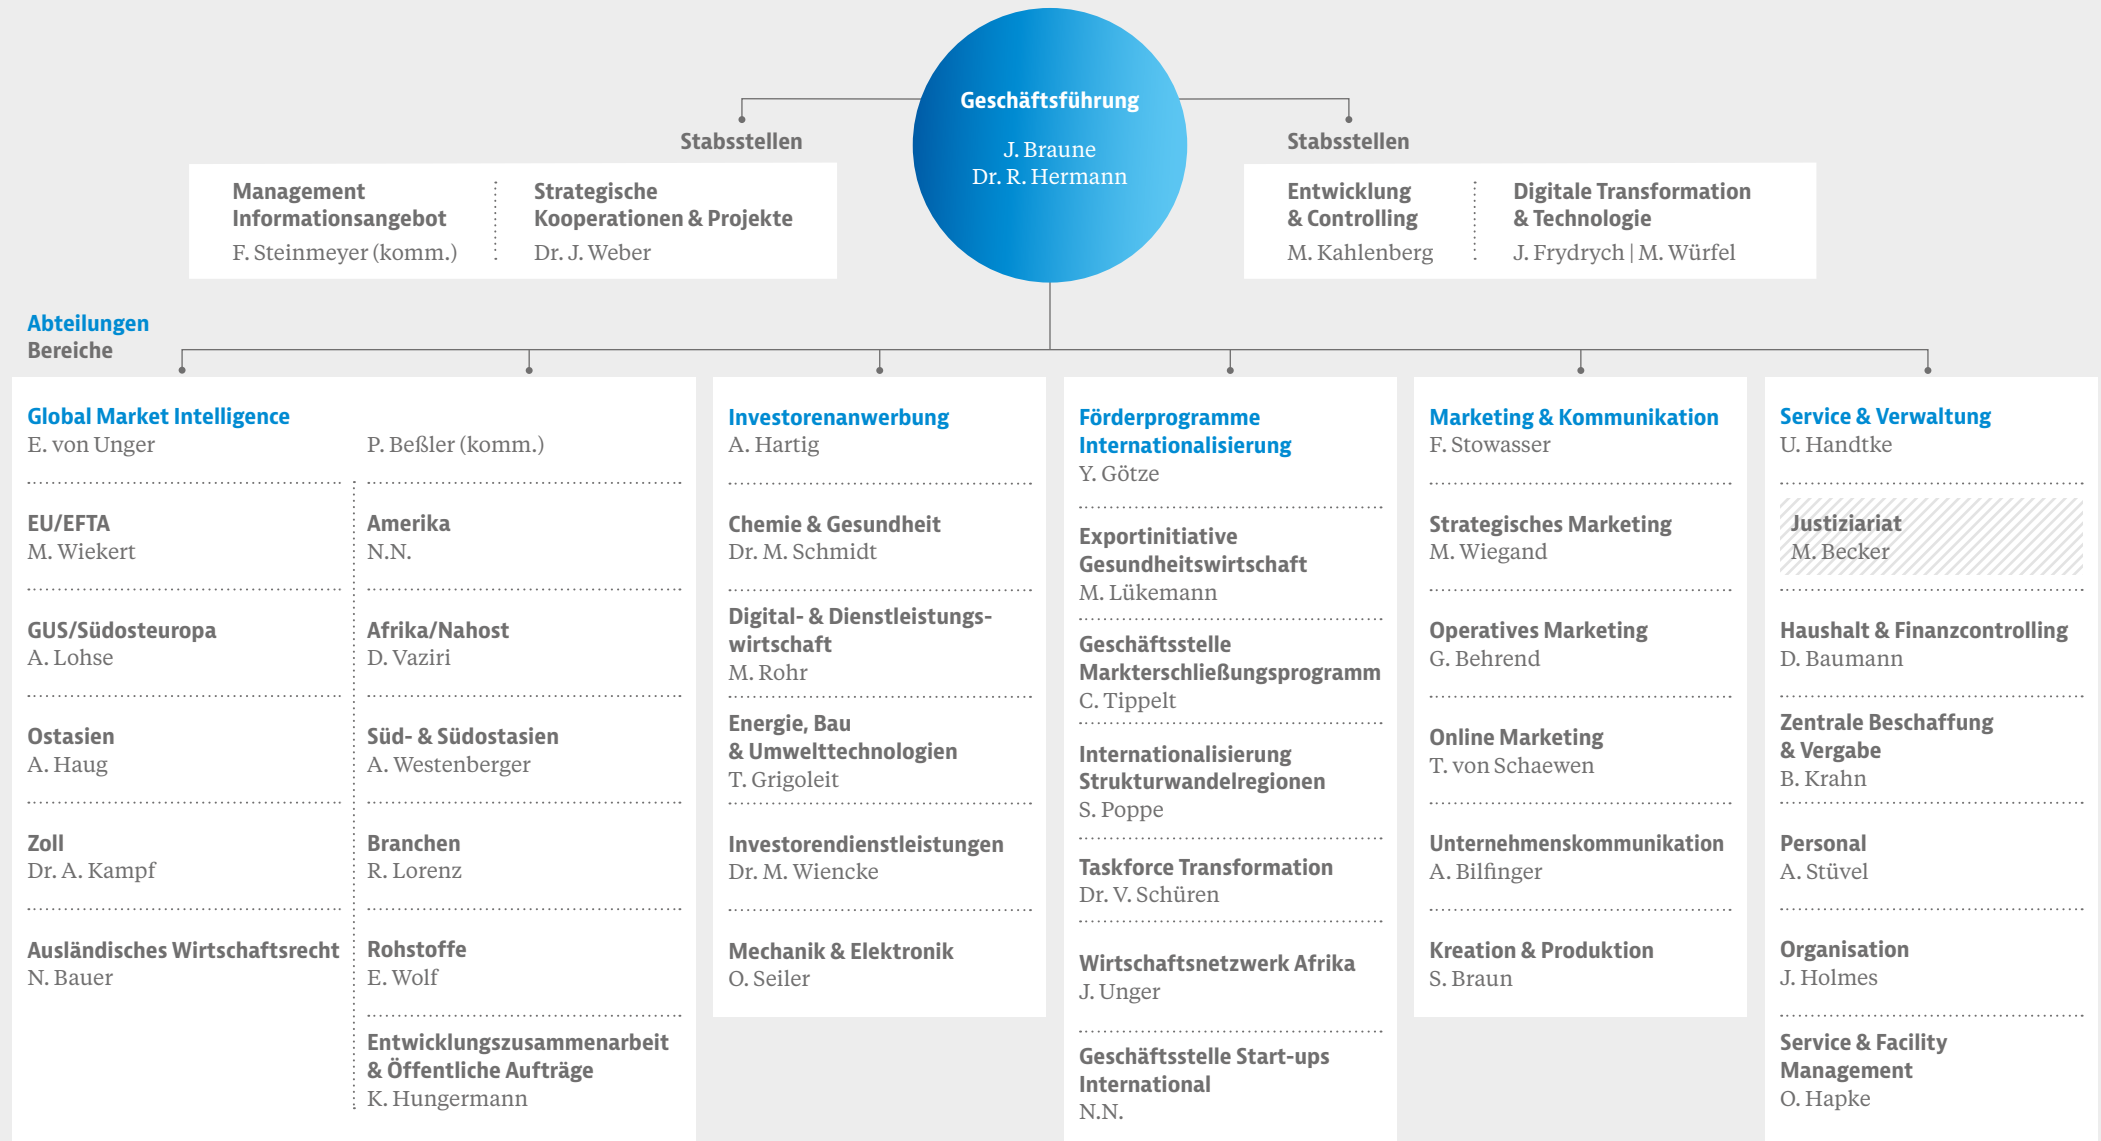 Geschäftsführung
J. Braune
Dr. R. Hermann
Stabsstellen
Management
Informationsangebot
F. Steinmeyer (komm.)
Strategische
Kooperationen & Projekte
Dr. J. Weber
Stabsstellen
Entwicklung
& Controlling
M. Kahlenberg
Digitale Transformation
& Technologie
J. Frydrych | M. Würfel
Abteilungen
Bereiche
Global Market Intelligence
E. von Unger
P. Beßler (komm.)
EU/EFTA
M. Wiekert
GUS/Südosteuropa
A. Lohse
Ostasien
A. Haug
Zoll
Dr. A. Kampf
Ausländisches Wirtschaftsrecht
N. Bauer
Amerika
N.N.
Afrika/Nahost
D. Vaziri
Süd- & Südostasien
A. Westenberger
Branchen
R. Lorenz
Rohstoffe
E. Wolf
Entwicklungszusammenarbeit
& Öffentliche Aufträge
K. Hungermann
Investorenanwerbung
A. Hartig
Chemie & Gesundheit
Dr. M. Schmidt
Digital- & Dienstleistungs-
wirtschaft
M. Rohr
Energie, Bau
& Umwelttechnologien
T. Grigoleit
Investorendienstleistungen
Dr. M. Wiencke
Mechanik & Elektronik
O. Seiler
Förderprogramme
Internationalisierung
Y. Götze
Exportinitiative
Gesundheitswirtschaft
M. Lükemann
Geschäftsstelle
Markterschließungsprogramm
C. Tippelt
Internationalisierung
Strukturwandelregionen
S. Poppe
Taskforce Transformation
Dr. V. Schüren
Wirtschaftsnetzwerk Afrika
J. Unger
Geschäftsstelle Start-ups
International
N.N.
Marketing & Kommunikation
F. Stowasser
Strategisches Marketing
M. Wiegand
Operatives Marketing
G. Behrend
Online Marketing
T. von Schaewen
Unternehmenskommunikation
A. Bilfinger
Kreation & Produktion
S. Braun
Service & Verwaltung
U. Handtke
Justiziariat
M. Becker
Haushalt & Finanzcontrolling
D. Baumann
Zentrale Beschaffung
& Vergabe
B. Krahn
Personal
A. Stüvel
Organisation
J. Holmes
Service & Facility
Management
O. Hapke